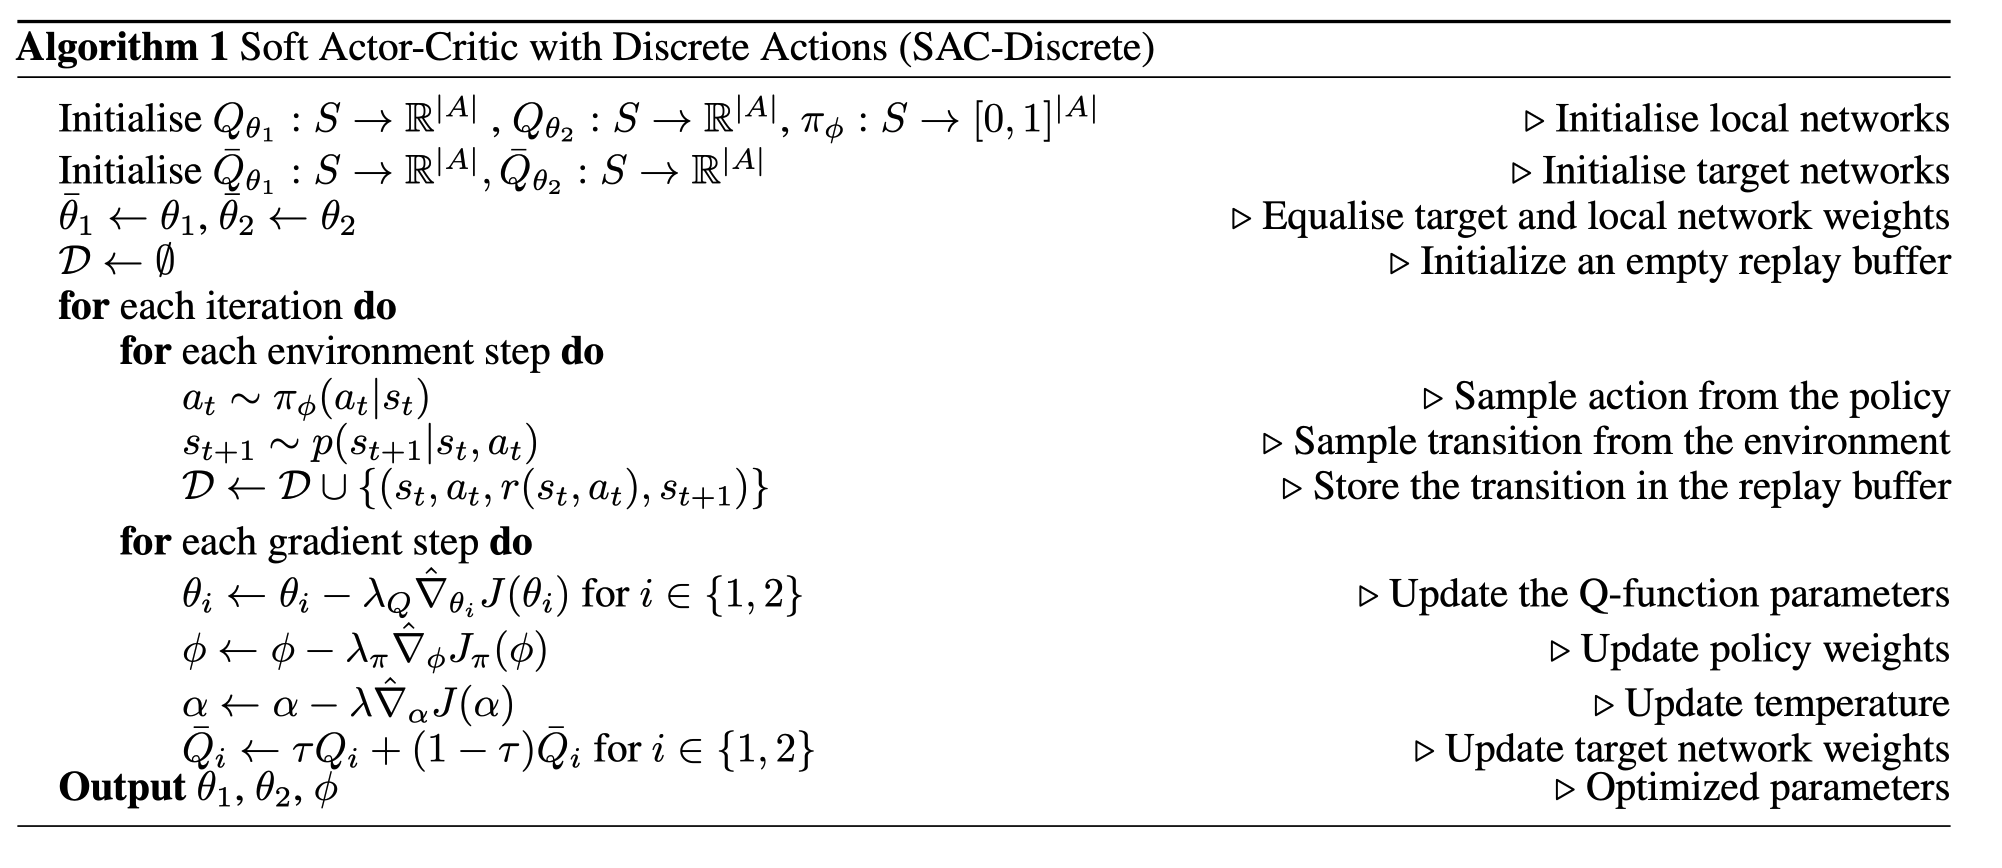 Algorithm 1 Soft Actor-Critic with Discrete Actions (SAC-Discrete)
Initialise $Q_{\theta_1} : S \to \mathbb{R}^{|A|}$ , $Q_{\theta_2} : S \to \mathbb{R}^{|A|}$, $\pi_\phi : S \to [0, 1]^{|A|}$ ▷ Initialise local networks
Initialise $\bar{Q}_{\theta_1} : S \to \mathbb{R}^{|A|}, \bar{Q}_{\theta_2} : S \to \mathbb{R}^{|A|}$ ▷ Initialise target networks
$\bar{\theta}_1 \leftarrow \theta_1, \bar{\theta}_2 \leftarrow \theta_2$ ▷ Equalise target and local network weights
$\mathcal{D} \leftarrow \emptyset$ ▷ Initialize an empty replay buffer
for each iteration do
for each environment step do
$a_t \sim \pi_\phi(a_t|s_t)$ ▷ Sample action from the policy
$s_{t+1} \sim p(s_{t+1}|s_t, a_t)$ ▷ Sample transition from the environment
$\mathcal{D} \leftarrow \mathcal{D} \cup \{(s_t, a_t, r(s_t, a_t), s_{t+1})\}$ ▷ Store the transition in the replay buffer
for each gradient step do
$\theta_i \leftarrow \theta_i - \lambda_Q \hat{\nabla}_{\theta_i} J(\theta_i)$ for $i \in \{1, 2\}$ ▷ Update the Q-function parameters
$\phi \leftarrow \phi - \lambda_\pi \hat{\nabla}_\phi J_\pi(\phi)$ ▷ Update policy weights
$\alpha \leftarrow \alpha - \lambda \hat{\nabla}_\alpha J(\alpha)$ ▷ Update temperature
$\bar{Q}_i \leftarrow \tau Q_i + (1 - \tau)\bar{Q}_i$ for $i \in \{1, 2\}$ ▷ Update target network weights
Output $\theta_1, \theta_2, \phi$ ▷ Optimized parameters